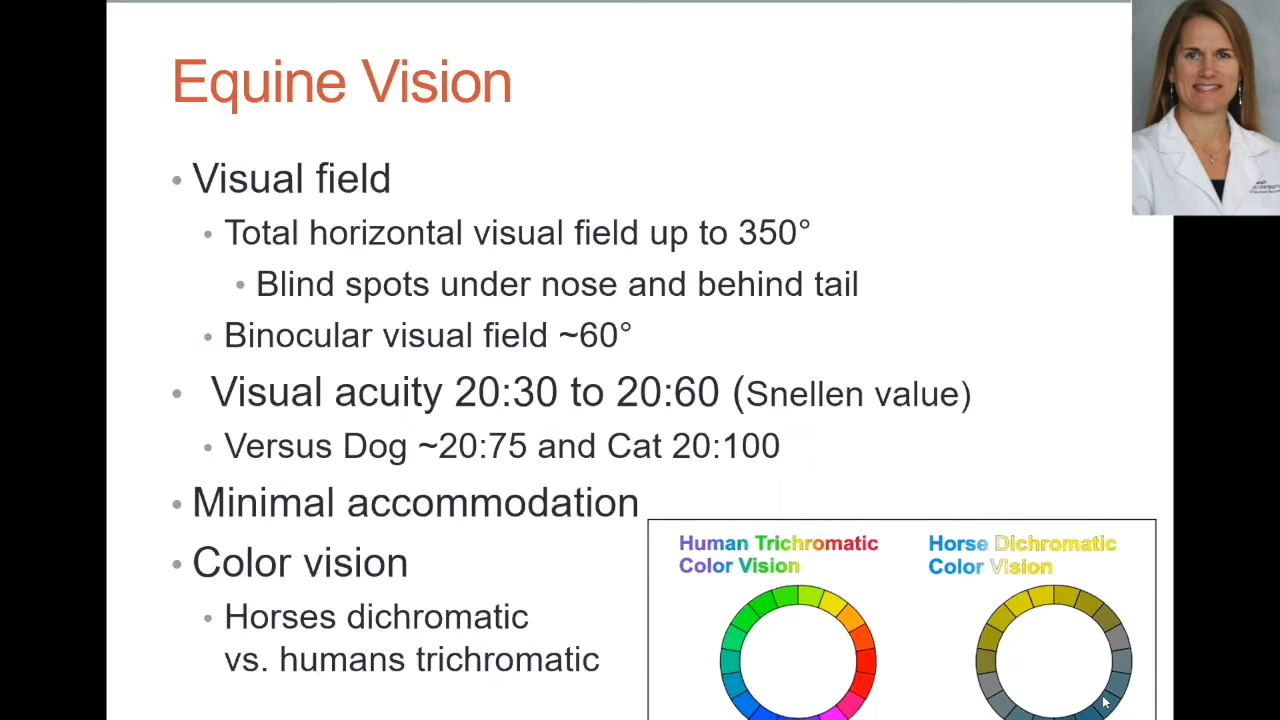 Equine Vision
• Visual field
• Total horizontal visual field up to 350°
• Blind spots under nose and behind tail
• Binocular visual field ~60°
• Visual acuity 20:30 to 20:60 (Snellen value)
• Versus Dog ~20:75 and Cat 20:100
• Minimal accommodation
• Color vision
• Horses dichromatic
vs. humans trichromatic
Human Trichromatic
Color Vision
Horse Dichromatic
Color Vision